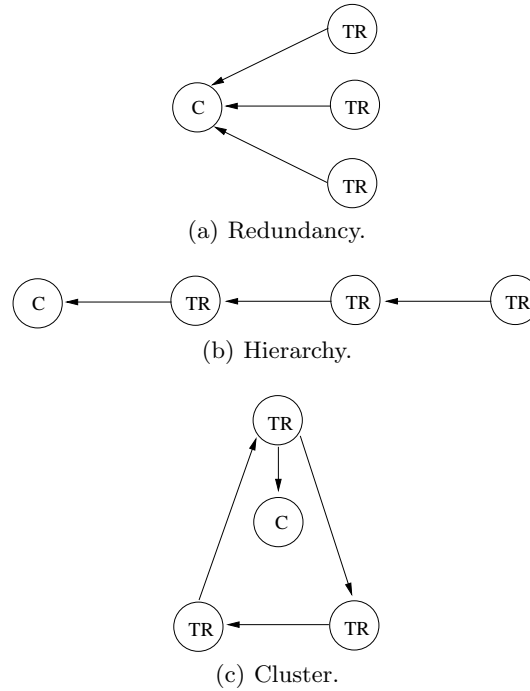 TR
C
TR
TR
(a) Redundancy.
C TR TR TR
(b) Hierarchy.
TR
C
TR TR
(c) Cluster.